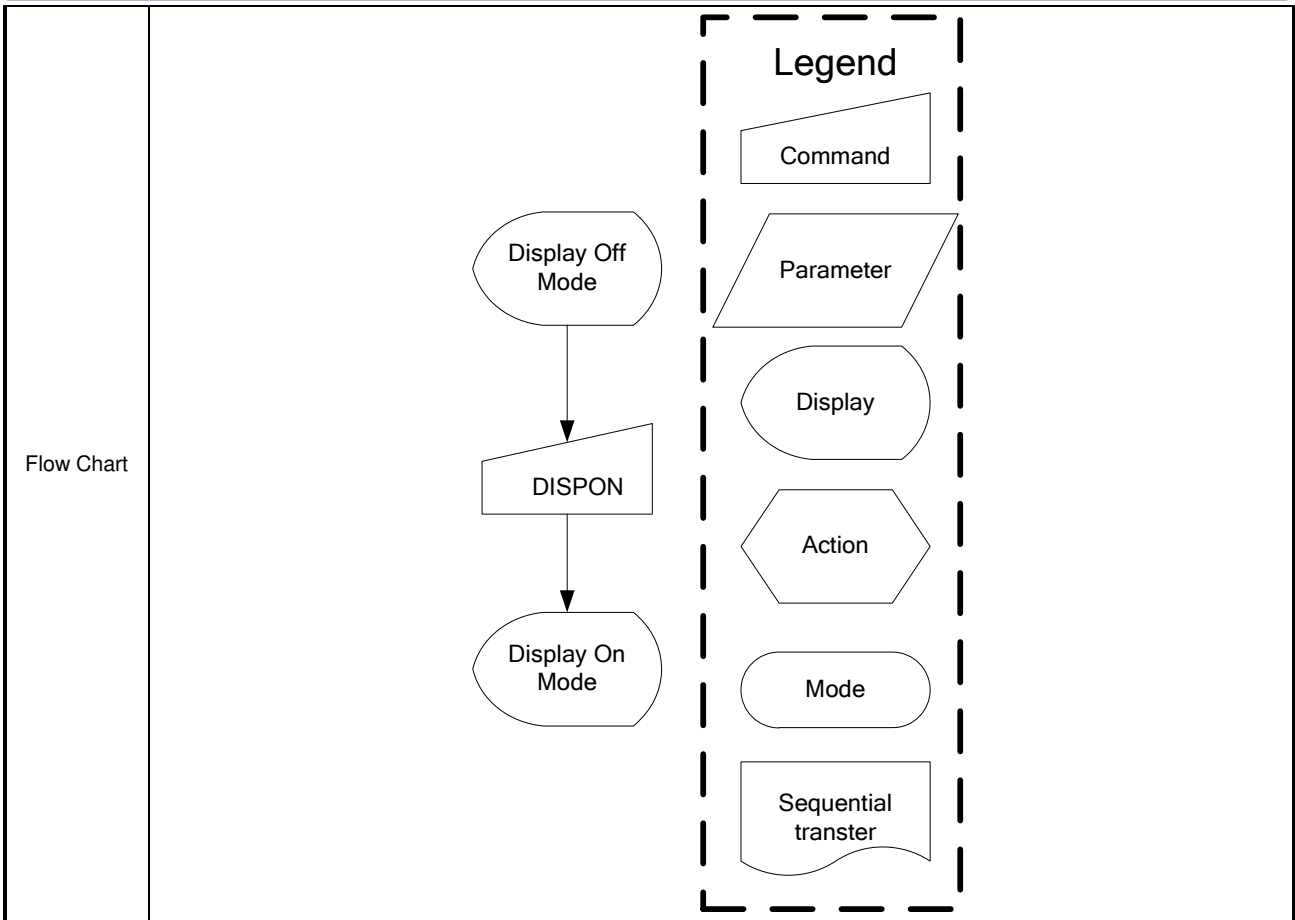 Flow Chart
Display Off
Mode
DISPON
Display On
Mode
Legend
Command
Parameter
Display
Action
Mode
Sequential
transter